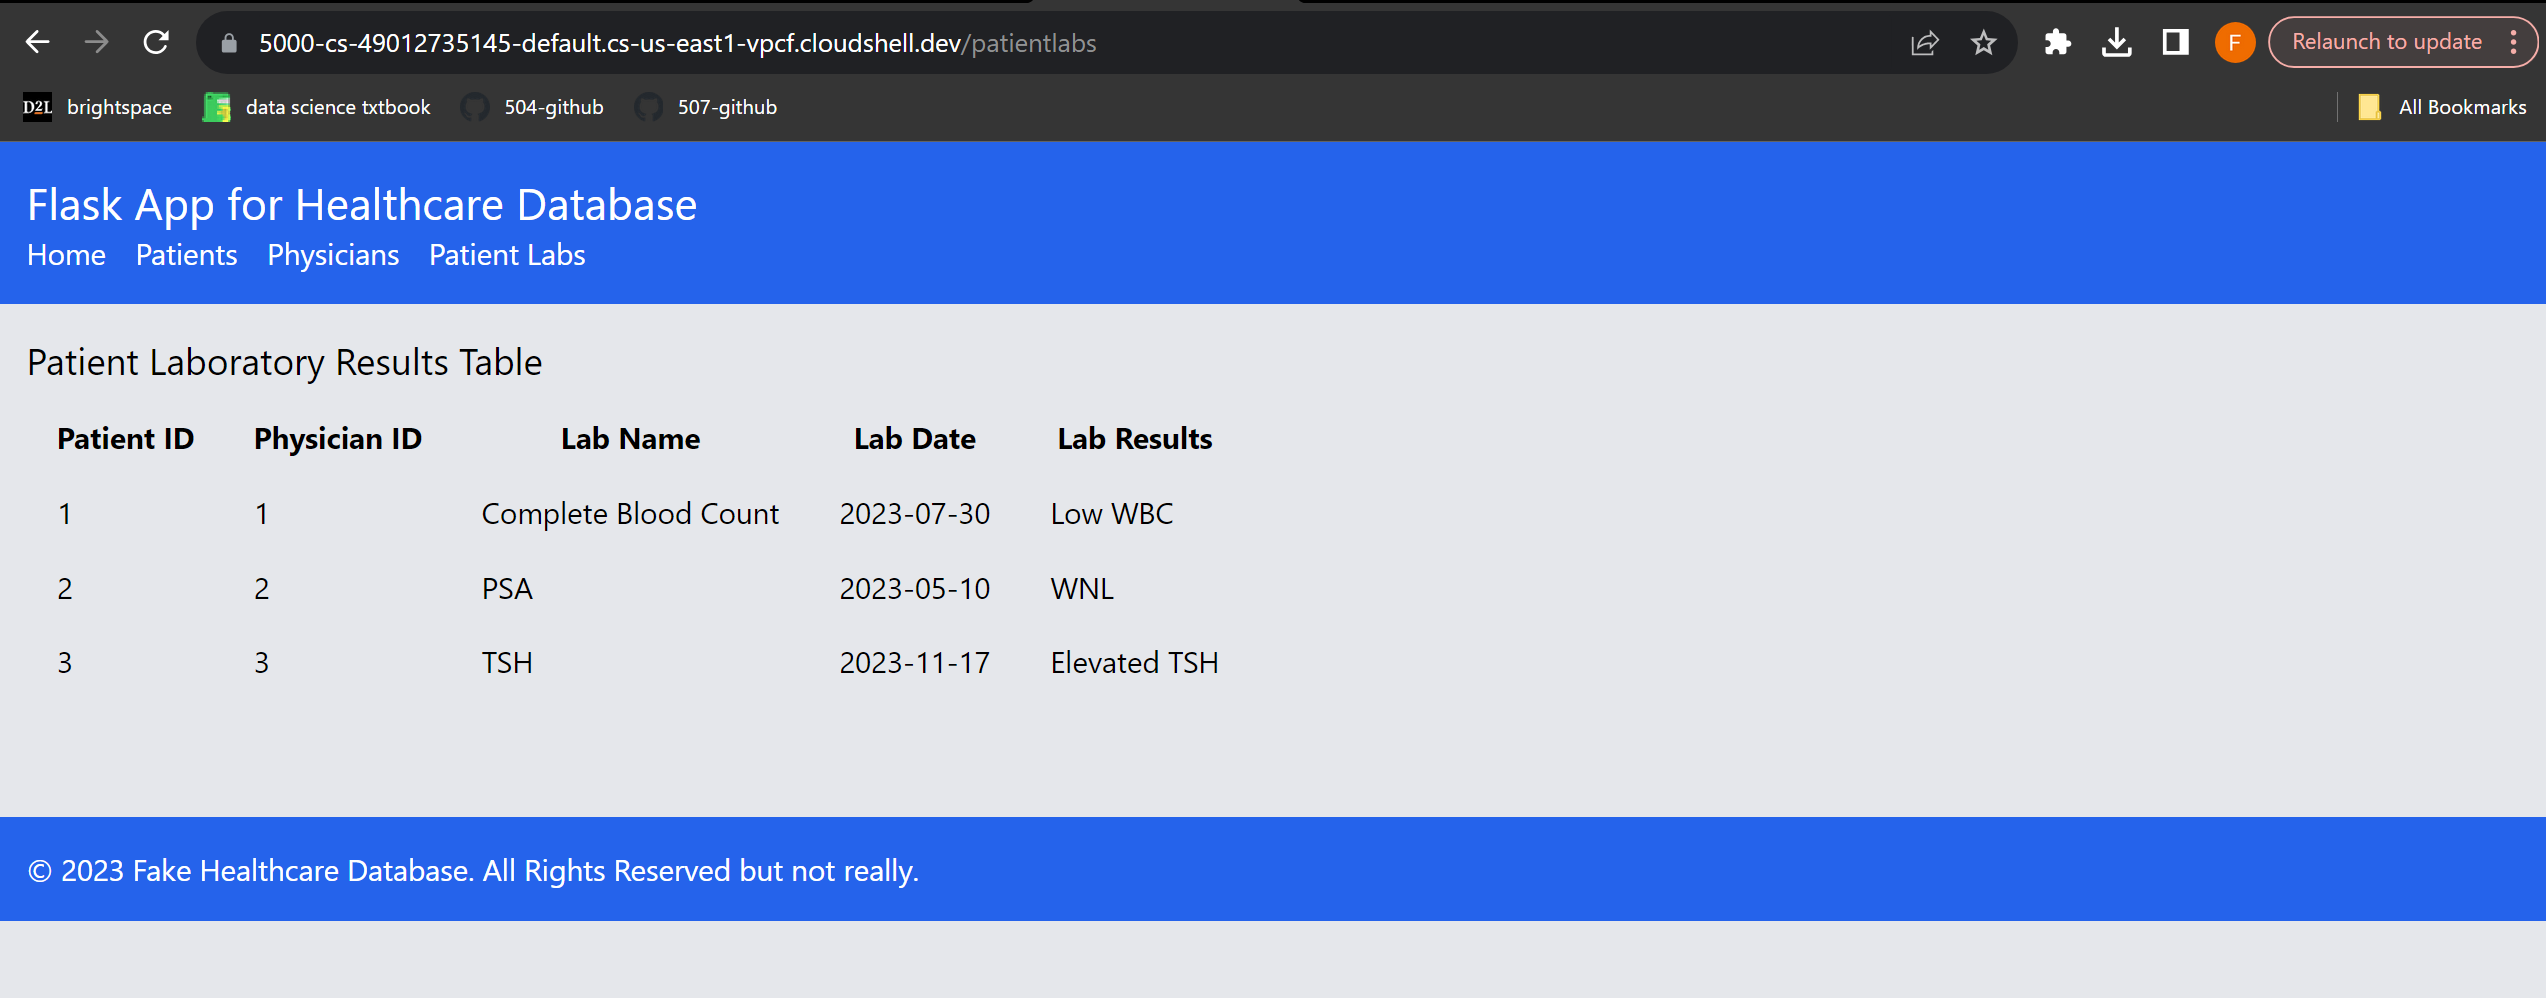 5000-cs-49012735145-default.cs-us-east1-vpcf.cloudshell.dev/patientlabs F Relaunch to update
D2L brightspace data science txtbook 504-github 507-github All Bookmarks
Flask App for Healthcare Database
Home Patients Physicians Patient Labs
Patient Laboratory Results Table
Patient ID Physician ID Lab Name Lab Date Lab Results
1 1 Complete Blood Count 2023-07-30 Low WBC
2 2 PSA 2023-05-10 WNL
3 3 TSH 2023-11-17 Elevated TSH
© 2023 Fake Healthcare Database. All Rights Reserved but not really.